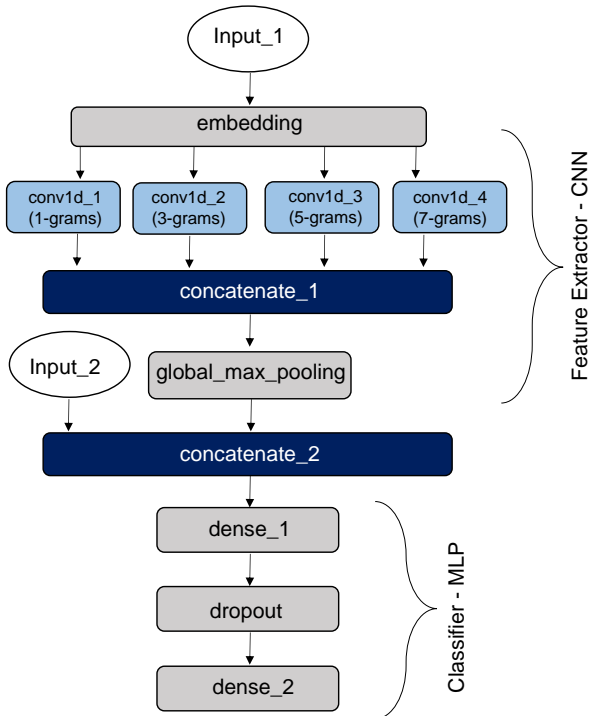 Input_1
embedding
conv1d_1
(1-grams)
conv1d_2
(3-grams)
conv1d_3
(5-grams)
conv1d_4
(7-grams)
concatenate_1
Feature Extractor - CNN
Input_2
global_max_pooling
concatenate_2
dense_1
dropout
dense_2
Classifier - MLP